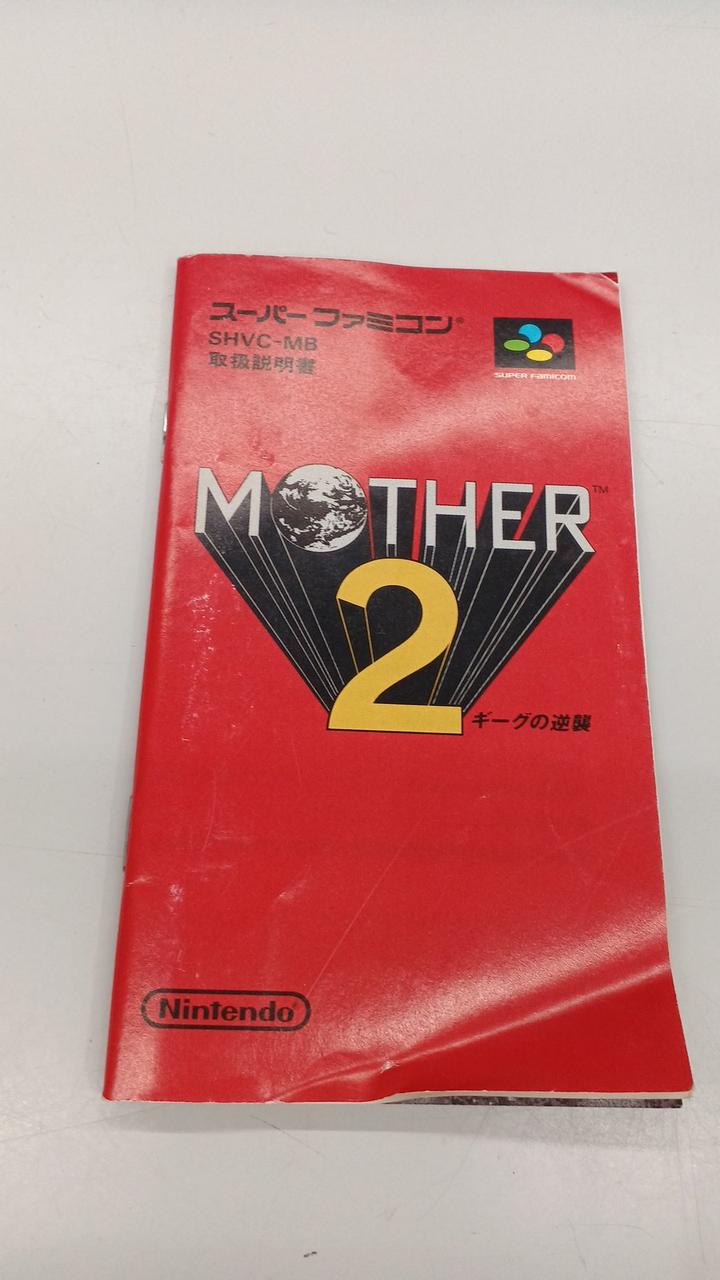 スーパーファミコン®
SHVC-MB
取扱説明書
SUPER FAMICOM
MOTHER™
2
ギーグの逆襲
Nintendo®